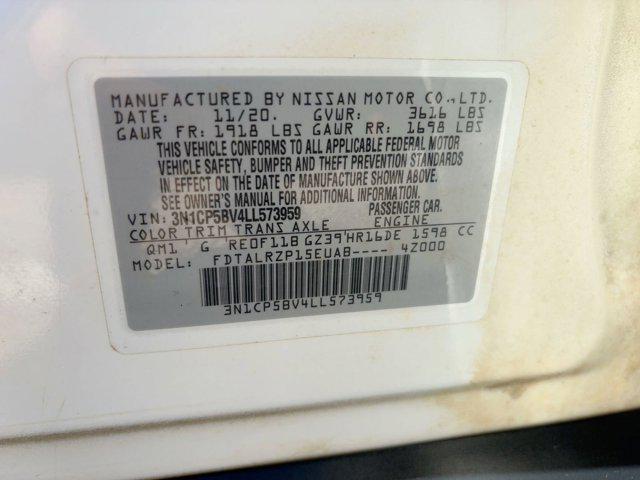 MANUFACTURED BY NISSAN MOTOR CO., LTD.
DATE: 11/20. GVWR: 3616 LBS
GAWR FR: 1918 LBS GAWR RR: 1698 LBS
THIS VEHICLE CONFORMS TO ALL APPLICABLE FEDERAL MOTOR
VEHICLE SAFETY, BUMPER AND THEFT PREVENTION STANDARDS
IN EFFECT ON THE DATE OF MANUFACTURE SHOWN ABOVE.
SEE OWNER'S MANUAL FOR ADDITIONAL INFORMATION.
VIN: 3N1CP5BV4LL573959 PASSENGER CAR.
COLOR TRIM TRANS AXLE ENGINE
QM1' G RE0F11B GZ39'HR16DE 1598 CC
MODEL: FDTALRZP15EUAB---- 4Z000
3N1CP5BV4LL573959